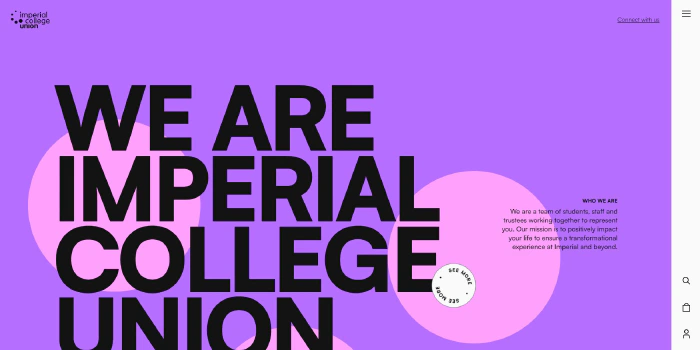 imperial
college
union
Connect with us
WE ARE
IMPERIAL
COLLEGE
UNION
WHO WE ARE
We are a team of students, staff and
trustees working together to represent
you. Our mission is to positively impact
your life to ensure a transformational
experience at Imperial and beyond.
SEE MORE
SEE MORE